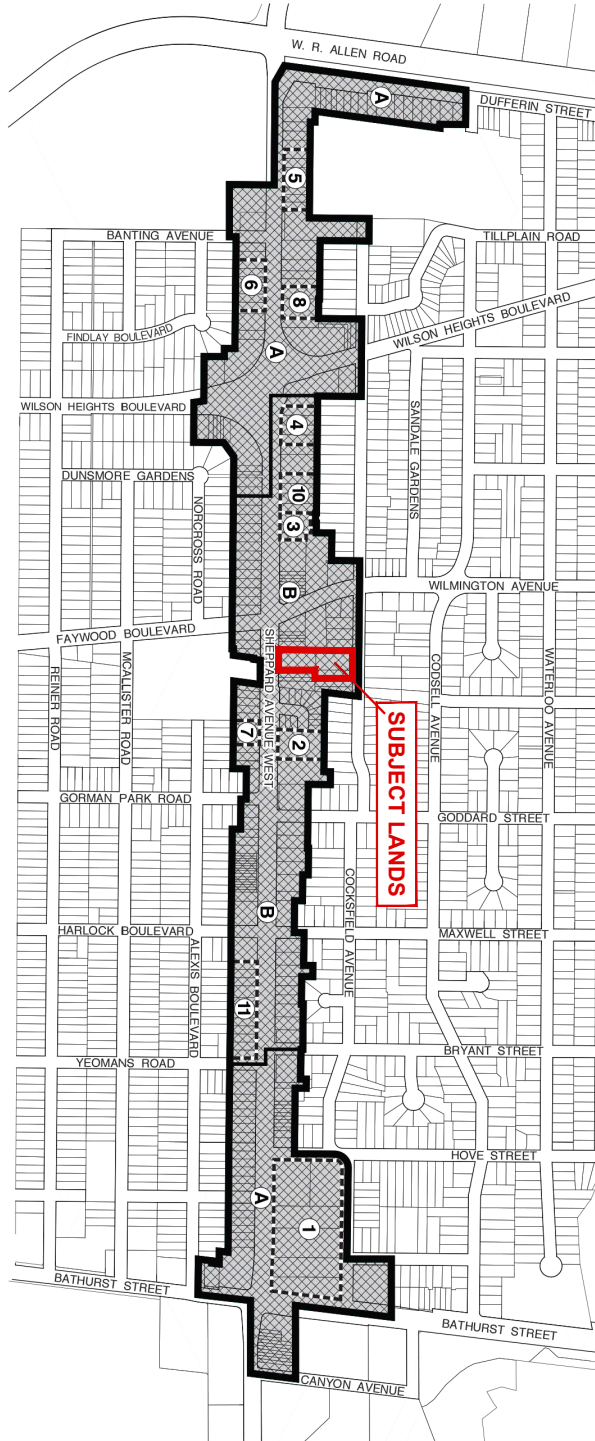 W. R. ALLEN ROAD
DUFFERIN STREET
A
5
BANTING AVENUE
TILLPLAIN ROAD
6
8
WILSON HEIGHTS BOULEVARD
FINDLAY BOULEVARD
A
WILSON HEIGHTS BOULEVARD
4
SANDALE GARDENS
DUNSMORE GARDENS
NORCROSS ROAD
10
3
B
WILMINGTON AVENUE
FAYWOOD BOULEVARD
SHEPPARD AVENUE WEST
REINER ROAD
MCALLISTER ROAD
CODSELL AVENUE
WATERLOO AVENUE
SUBJECT LANDS
7
2
GORMAN PARK ROAD
GODDARD STREET
COCKSFIELD AVENUE
B
HARLOCK BOULEVARD
MAXWELL STREET
ALEXIS BOULEVARD
11
YEOMANS ROAD
BRYANT STREET
HOVE STREET
A
1
BATHURST STREET
BATHURST STREET
CANYON AVENUE